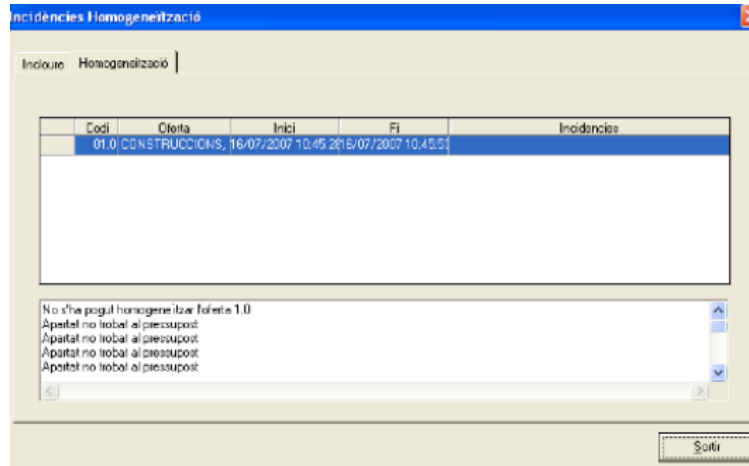 Incidències Homogeneïtzació
Incloure Homogeneïtzació
Codi Oferta Inici Fi Incidencies
01.0 CONSTRUCCIONS, 16/07/2007 10:45:28 16/07/2007 10:45:5
No s'ha pogut homogeneïtzar l'oferta 1.0
Apartat no trobat al pressupost
Apartat no trobat al pressupost
Apartat no trobat al pressupost
Apartat no trobat al pressupost
Sortir